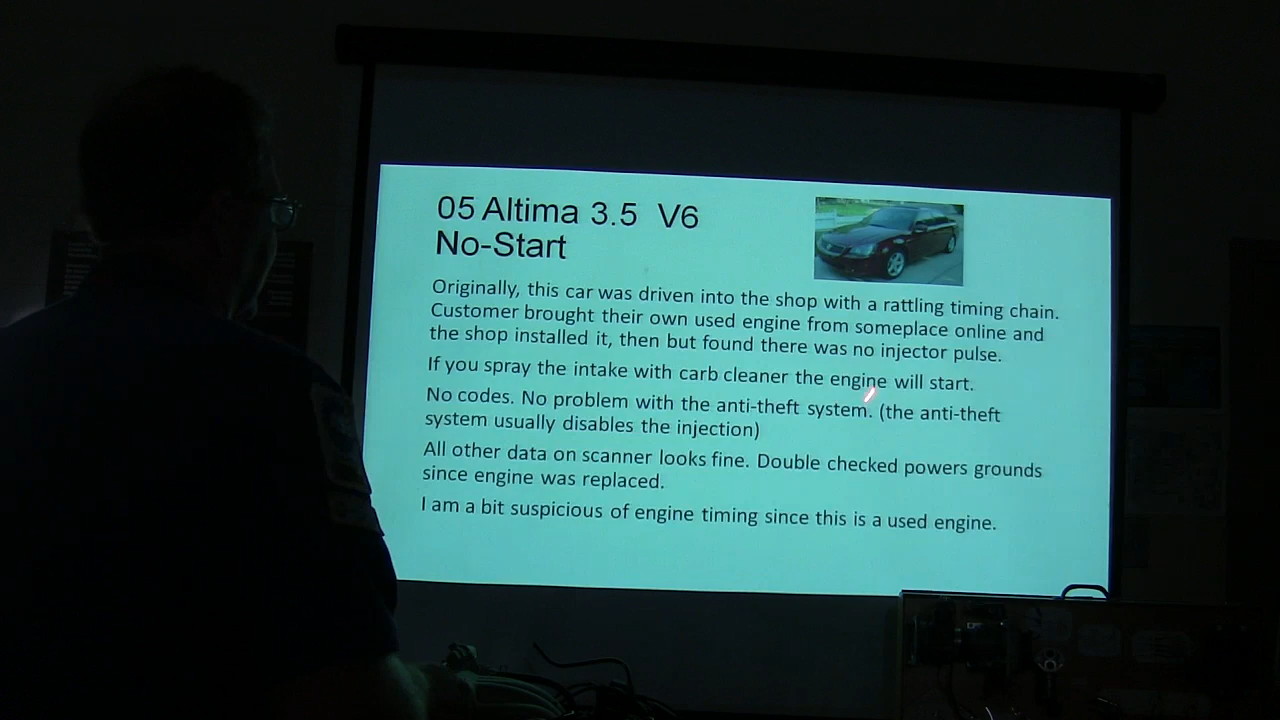 05 Altima 3.5 V6
No-Start
Originally, this car was driven into the shop with a rattling timing chain.
Customer brought their own used engine from someplace online and
the shop installed it, then but found there was no injector pulse.
If you spray the intake with carb cleaner the engine will start.
No codes. No problem with the anti-theft system. (the anti-theft
system usually disables the injection)
All other data on scanner looks fine. Double checked powers grounds
since engine was replaced.
I am a bit suspicious of engine timing since this is a used engine.